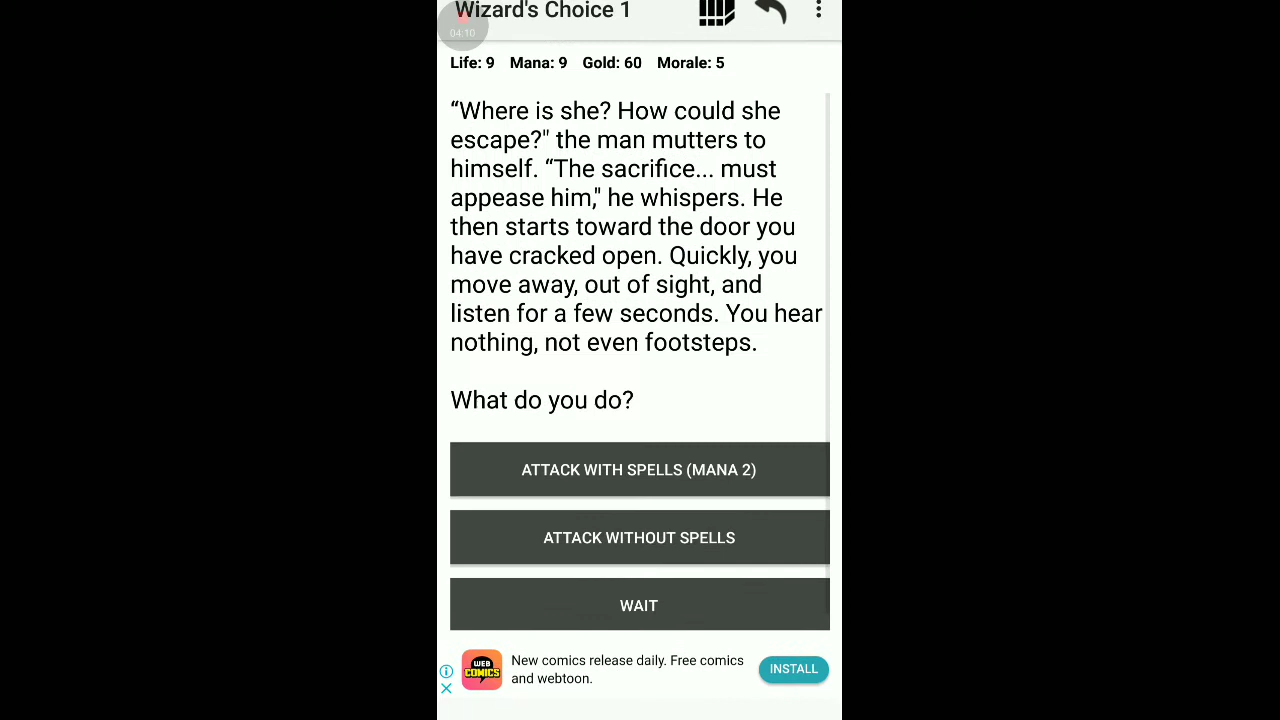 Wizard's Choice 1
04:10
Life: 9 Mana: 9 Gold: 60 Morale: 5
“Where is she? How could she
escape?" the man mutters to
himself. “The sacrifice... must
appease him," he whispers. He
then starts toward the door you
have cracked open. Quickly, you
move away, out of sight, and
listen for a few seconds. You hear
nothing, not even footsteps.
What do you do?
ATTACK WITH SPELLS (MANA 2)
ATTACK WITHOUT SPELLS
WAIT
WEB
COMICS
New comics release daily. Free comics
and webtoon.
INSTALL